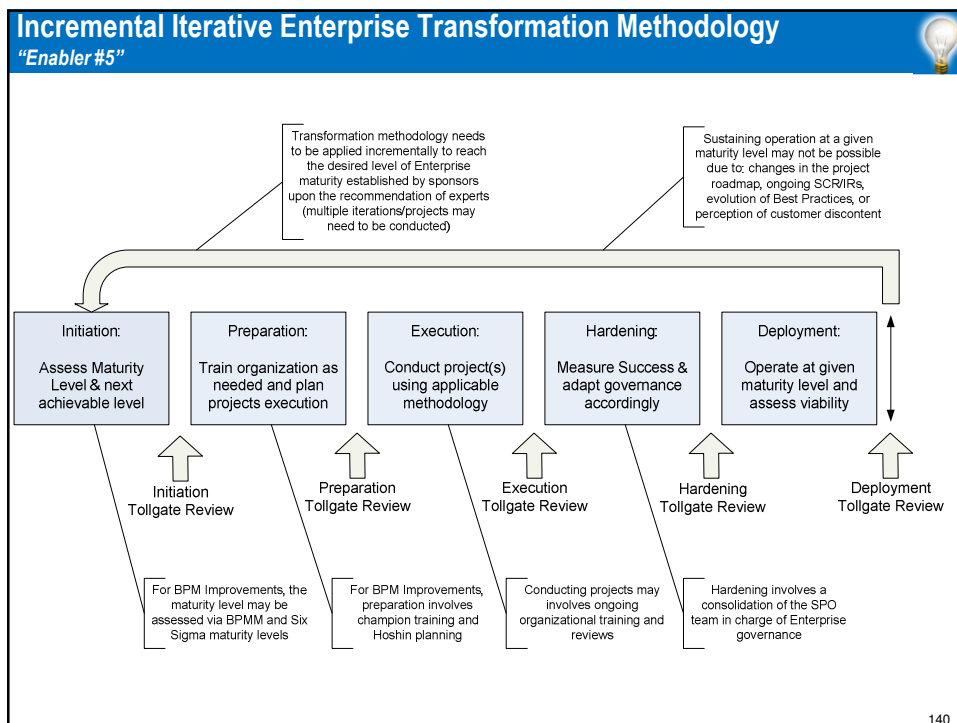 Incremental Iterative Enterprise Transformation Methodology
“Enabler #5”
Transformation methodology needs
to be applied incrementally to reach
the desired level of Enterprise
maturity established by sponsors
upon the recommendation of experts
(multiple iterations/projects may
need to be conducted)
Sustaining operation at a given
maturity level may not be possible
due to: changes in the project
roadmap, ongoing SCR/IRs,
evolution of Best Practices, or
perception of customer discontent
Initiation:
Assess Maturity
Level & next
achievable level
Preparation:
Train organization as
needed and plan
projects execution
Execution:
Conduct project(s)
using applicable
methodology
Hardening:
Measure Success &
adapt governance
accordingly
Deployment:
Operate at given
maturity level and
assess viability
Initiation
Tollgate Review
Preparation
Tollgate Review
Execution
Tollgate Review
Hardening
Tollgate Review
Deployment
Tollgate Review
For BPM Improvements, the
maturity level may be
assessed via BPMM and Six
Sigma maturity levels
For BPM Improvements,
preparation involves
champion training and
Hoshin planning
Conducting projects may
involves ongoing
organizational training and
reviews
Hardening involves a
consolidation of the SPO
team in charge of Enterprise
governance
140